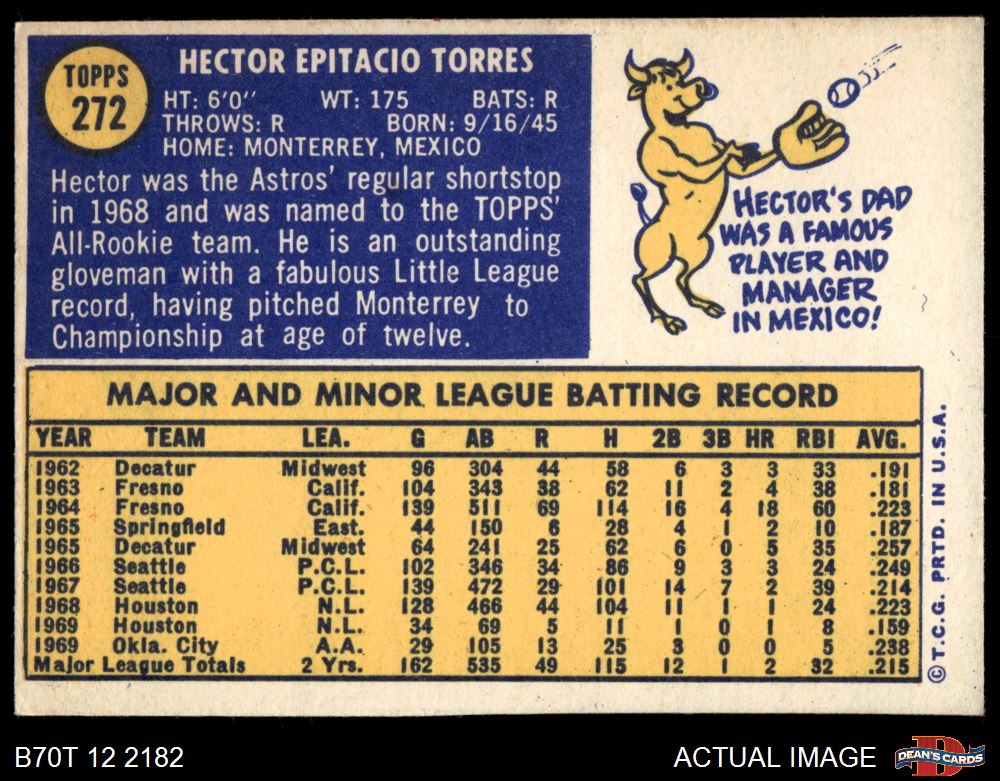 TOPPS
272
HECTOR EPITACIO TORRES
HT: 6'0" WT: 175 BATS: R
THROWS: R BORN: 9/16/45
HOME: MONTERREY, MEXICO
Hector was the Astros' regular shortstop
in 1968 and was named to the TOPPS'
All-Rookie team. He is an outstanding
gloveman with a fabulous Little League
record, having pitched Monterrey to
Championship at age of twelve.
HECTOR'S DAD
WAS A FAMOUS
PLAYER AND
MANAGER
IN MEXICO!
MAJOR AND MINOR LEAGUE BATTING RECORD
YEAR TEAM LEA. G AB R H 2B 3B HR RBI AVG.
1962 Decatur Midwest 96 304 44 58 6 3 3 33 .191
1963 Fresno Calif. 104 343 38 62 11 2 4 38 .181
1964 Fresno Calif. 139 511 69 114 16 4 18 60 .223
1965 Springfield East. 44 150 6 28 4 1 2 10 .187
1965 Decatur Midwest 64 241 25 62 6 0 5 35 .257
1966 Seattle P.C.L. 102 346 34 86 9 3 3 24 .249
1967 Seattle P.C.L. 139 472 29 101 14 7 2 39 .214
1968 Houston N.L. 128 466 44 104 11 1 1 24 .223
1969 Houston N.L. 34 69 5 11 1 0 1 8 .159
1969 Okla. City A.A. 29 105 13 25 3 0 0 5 .238
Major League Totals 2 Yrs. 162 535 49 115 12 1 2 32 .215
© T.C.G. PRTD. IN U.S.A.
B70T 12 2182
ACTUAL IMAGE
D
DEAN'S CARDS